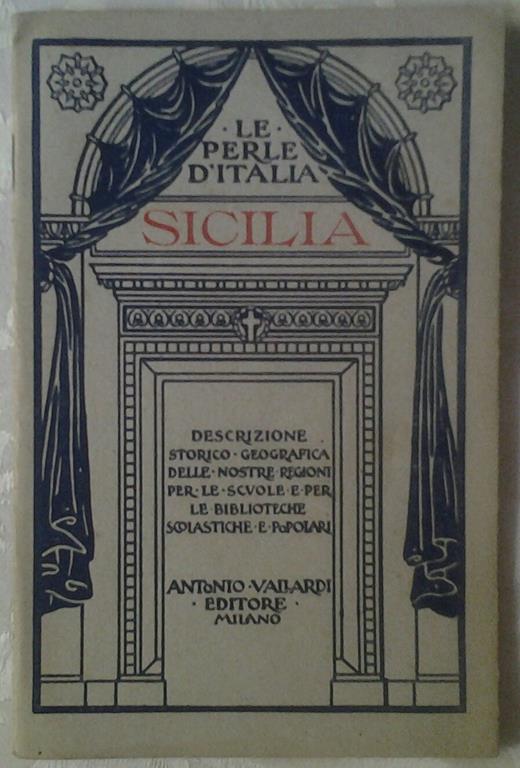 · LE ·
PERLE
D'ITALIA ·
SICILIA
DESCRIZIONE
STORICO · GEOGRAFICA
DELLE · NOSTRE · REGIONI
PER · LE · SCVOLE · E · PER
LE · BIBLIOTECHE
SCOLASTICHE · E · POPOLARI
ANTONIO · VALLARDI
· EDITORE ·
MILANO